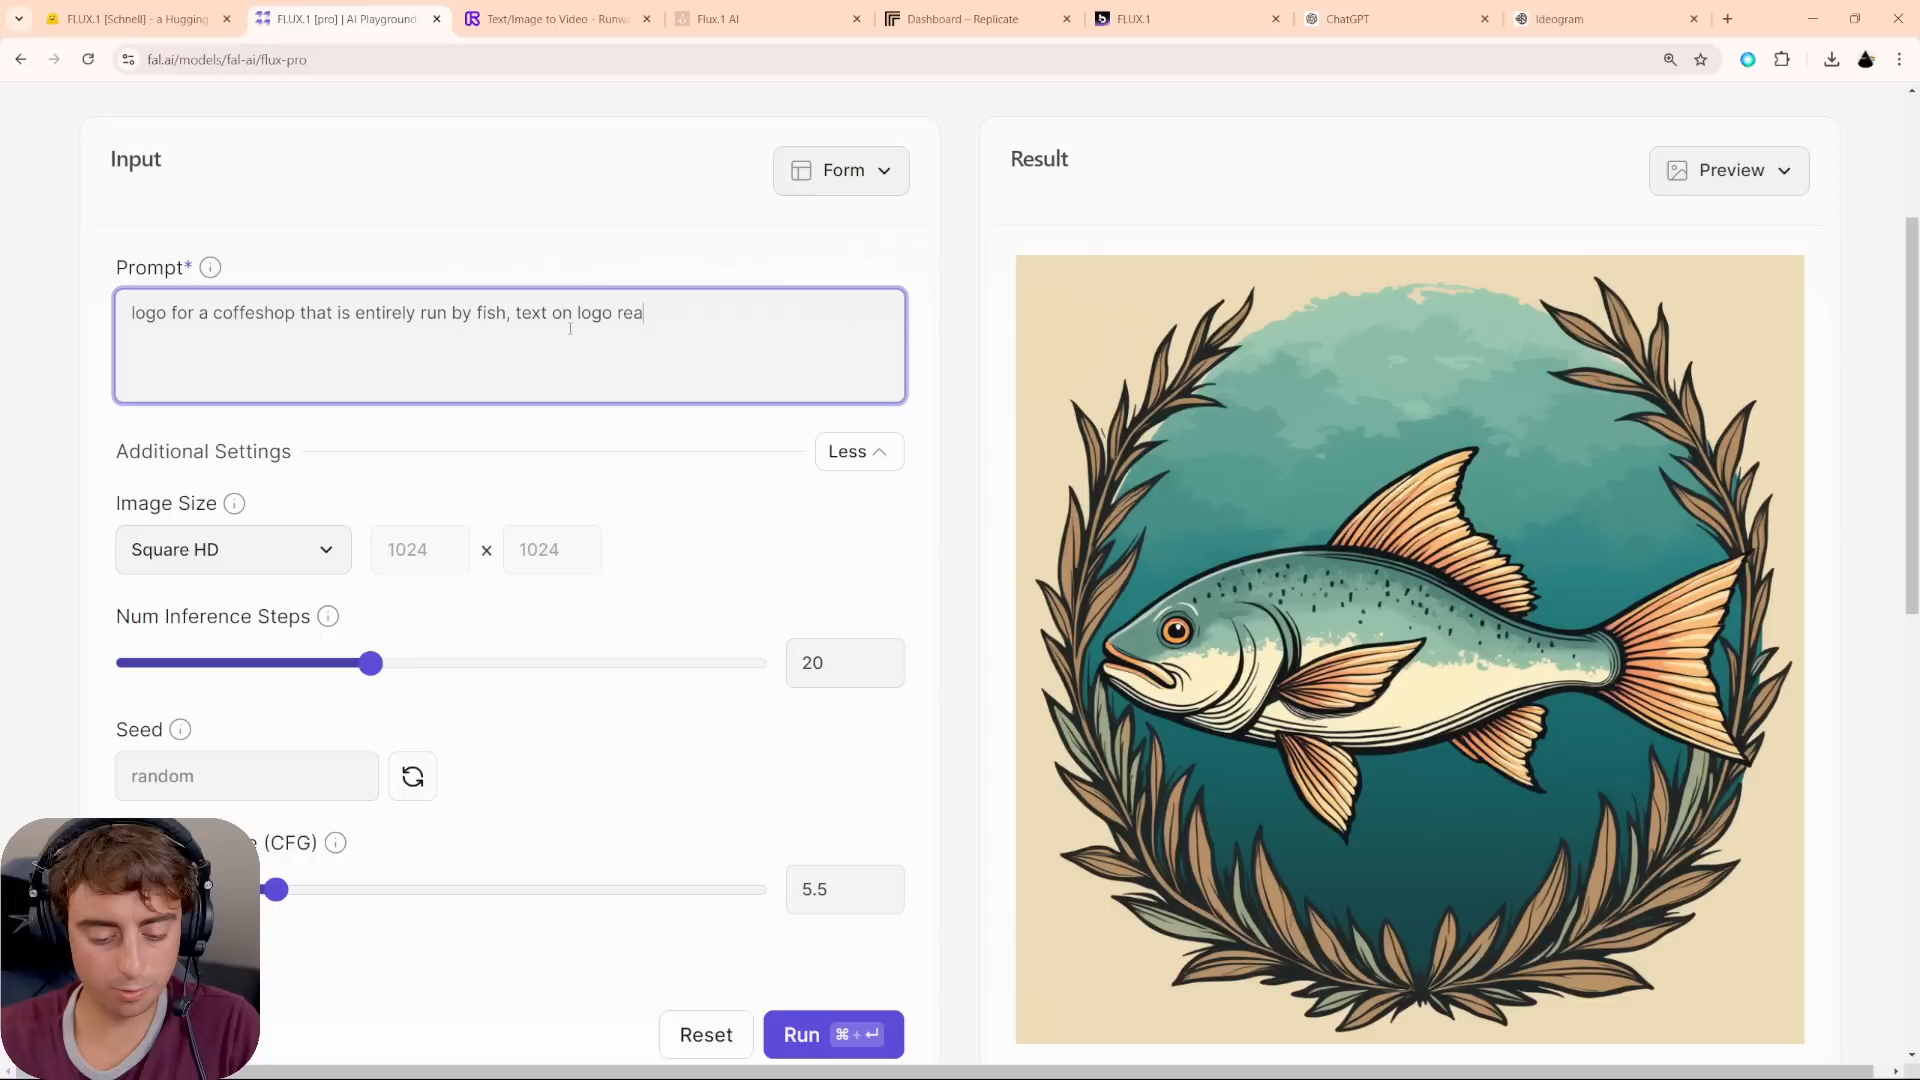 FLUX.1 [Schnell] - a Hugging
FLUX.1 [pro] | AI Playground
Text/Image to Video - Runw
Flux.1 AI
Dashboard – Replicate
FLUX.1
ChatGPT
Ideogram
fal.ai/models/fal-ai/flux-pro
Input
Form
Prompt*
logo for a coffeshop that is entirely run by fish, text on logo rea
Additional Settings
Less
Image Size
Square HD
1024
x
1024
Num Inference Steps
20
Seed
random
(CFG)
5.5
Reset
Run ⌘ + ↵
Result
Preview